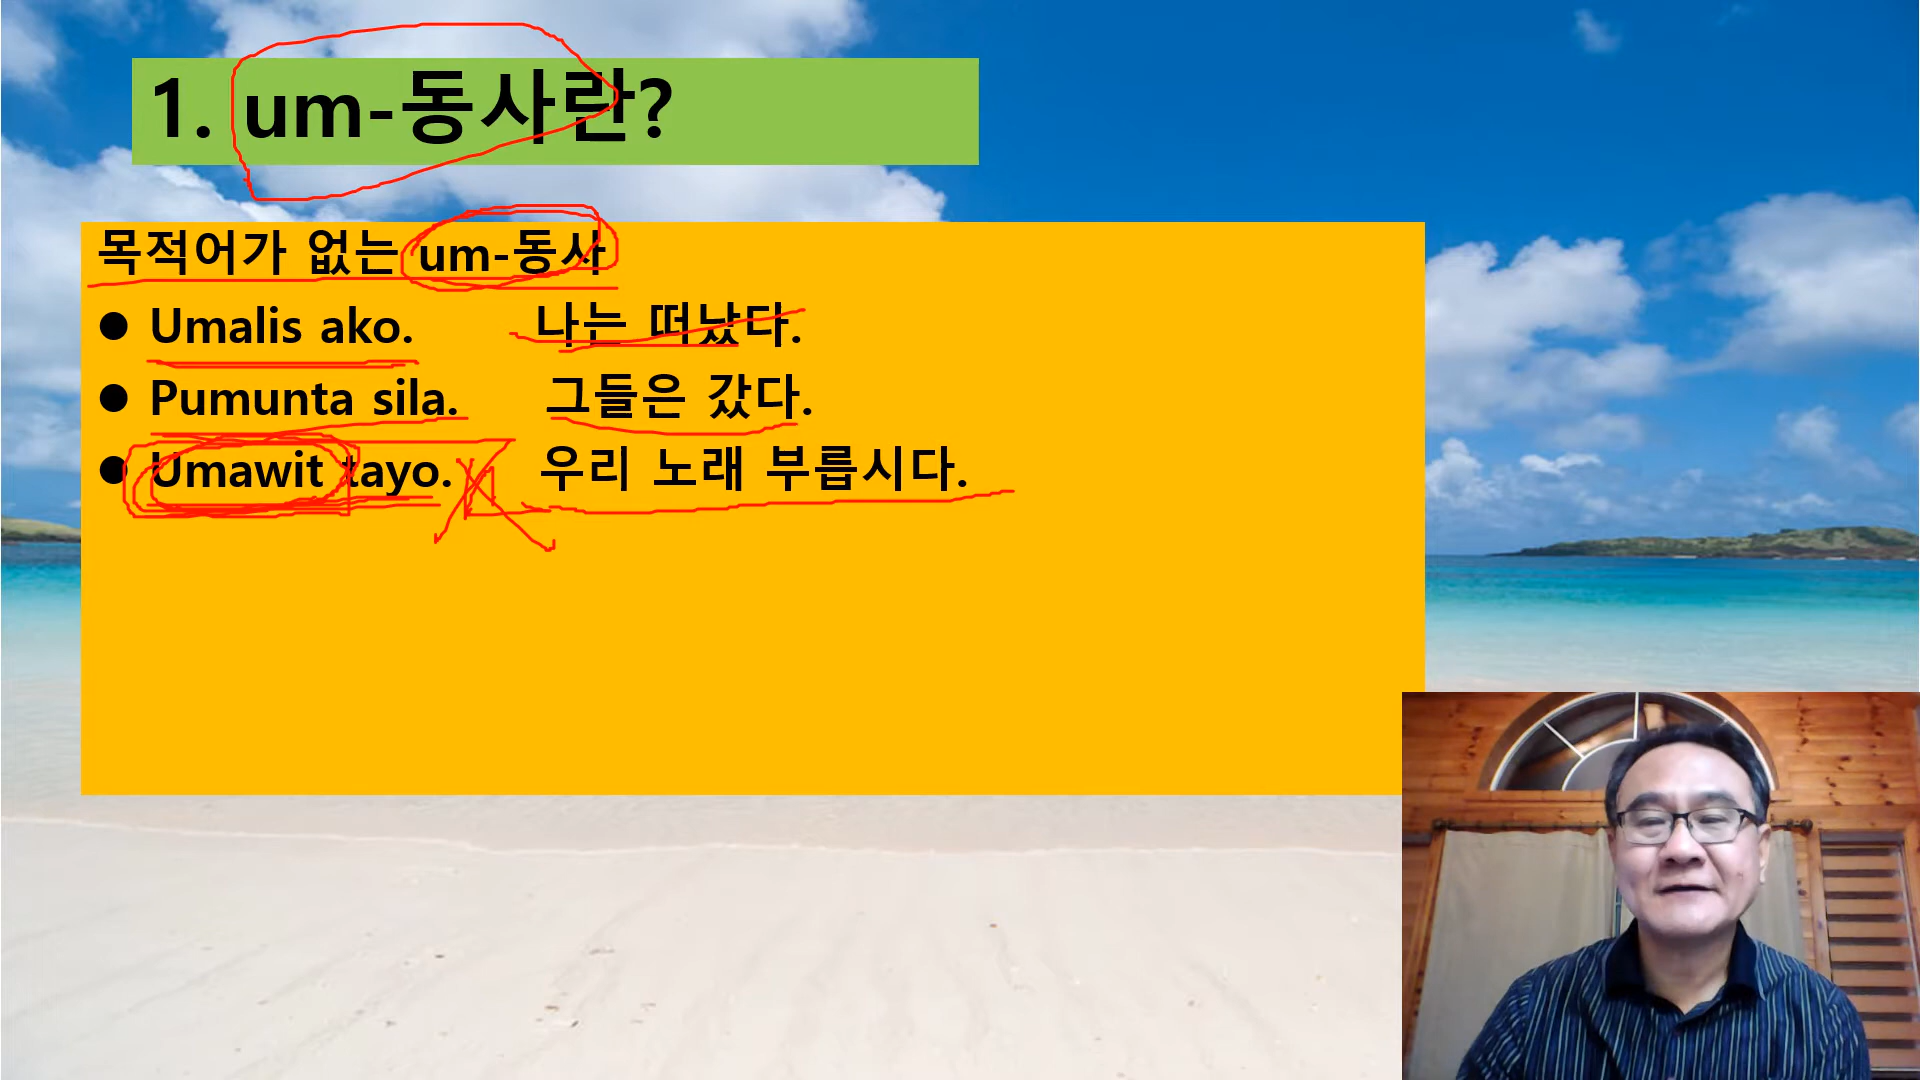 1. um-동사란?
목적어가 없는 um-동사
● Umalis ako. 나는 떠났다.
● Pumunta sila. 그들은 갔다.
● Umawit tayo. 우리 노래 부릅시다.